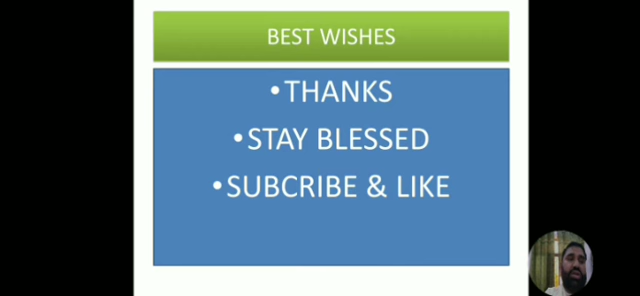 BEST WISHES
•THANKS
•STAY BLESSED
•SUBCRIBE & LIKE